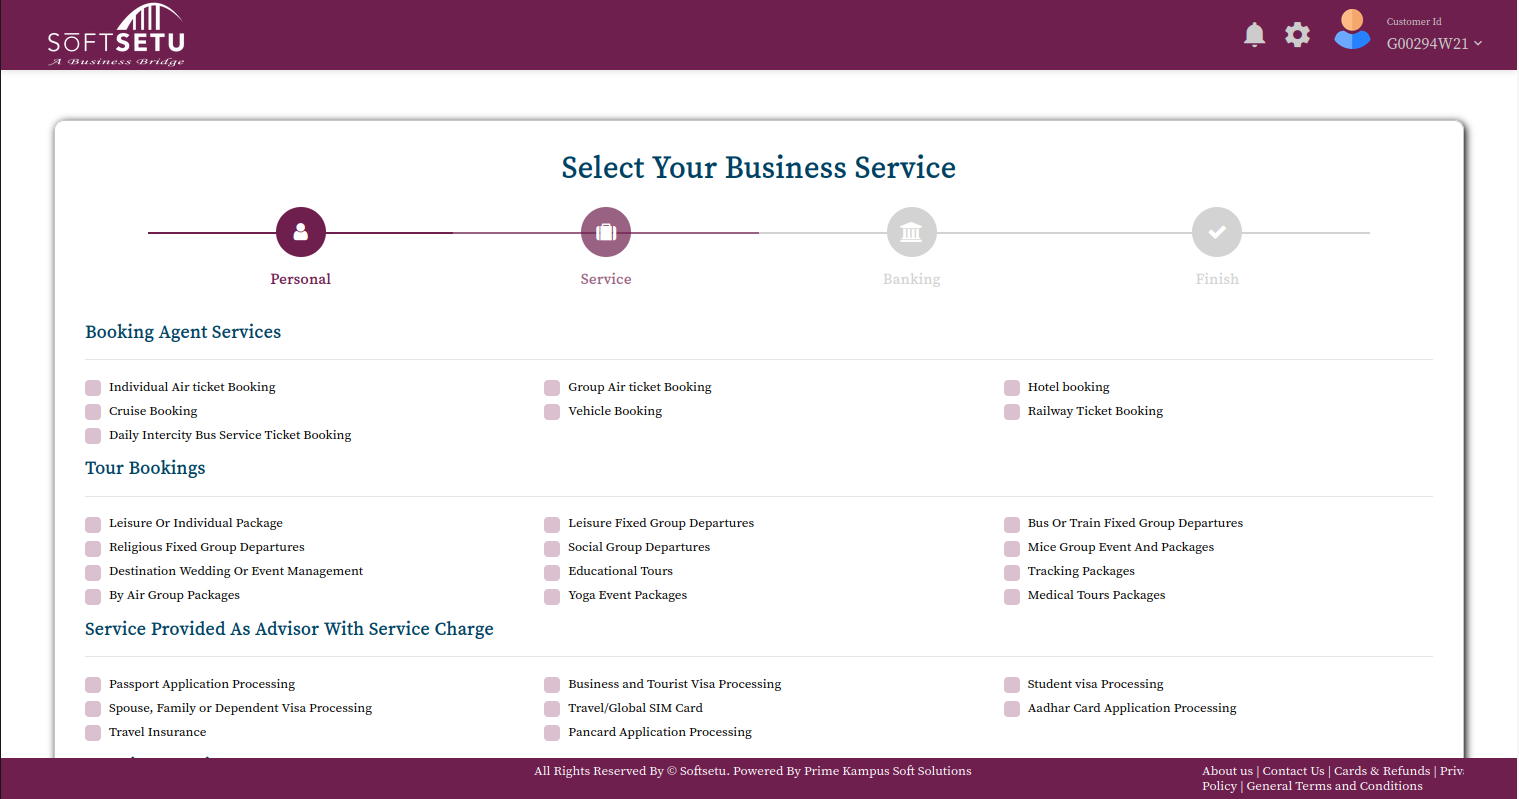 SOFTSETU
A Business Bridge
Customer Id
G00294W21
Select Your Business Service
Personal
Service
Banking
Finish
Booking Agent Services
Individual Air ticket Booking
Group Air ticket Booking
Hotel booking
Cruise Booking
Vehicle Booking
Railway Ticket Booking
Daily Intercity Bus Service Ticket Booking
Tour Bookings
Leisure Or Individual Package
Leisure Fixed Group Departures
Bus Or Train Fixed Group Departures
Religious Fixed Group Departures
Social Group Departures
Mice Group Event And Packages
Destination Wedding Or Event Management
Educational Tours
Tracking Packages
By Air Group Packages
Yoga Event Packages
Medical Tours Packages
Service Provided As Advisor With Service Charge
Passport Application Processing
Business and Tourist Visa Processing
Student visa Processing
Spouse, Family or Dependent Visa Processing
Travel/Global SIM Card
Aadhar Card Application Processing
Travel Insurance
Pancard Application Processing
All Rights Reserved By © Softsetu. Powered By Prime Kampus Soft Solutions
About us | Contact Us | Cards & Refunds |
Policy | General Terms and Conditions